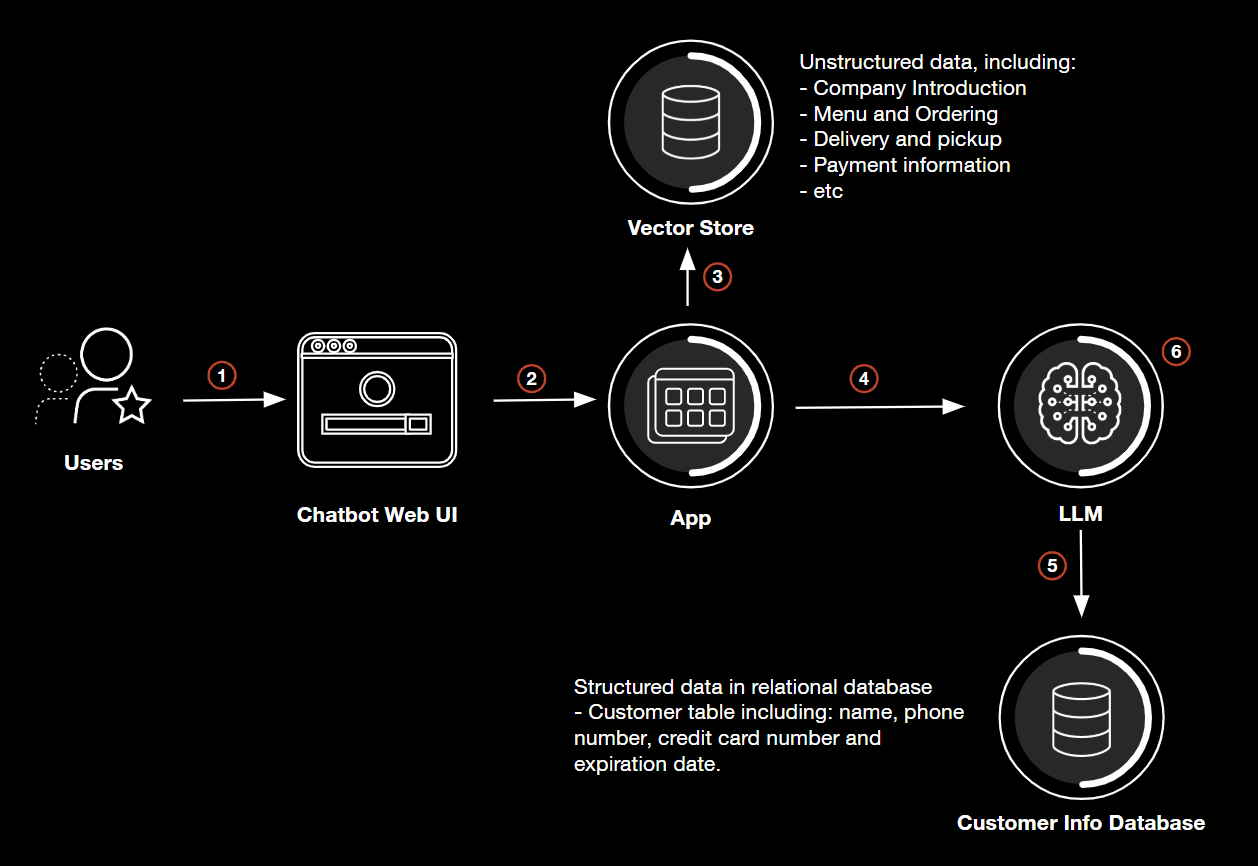 Unstructured data, including:
- Company Introduction
- Menu and Ordering
- Delivery and pickup
- Payment information
- etc
Vector Store
3
1
2
4
6
Users
Chatbot Web UI
App
LLM
5
Structured data in relational database
- Customer table including: name, phone
number, credit card number and
expiration date.
Customer Info Database